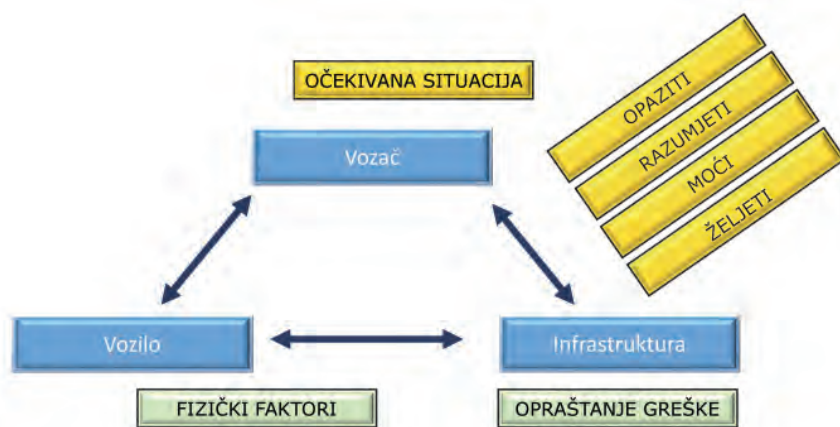 OČEKIVANA SITUACIJA
OPAZITI
RAZUMJETI
MOĆI
ŽELJETI
Vozač
Vozilo
Infrastruktura
FIZIČKI FAKTORI
OPRAŠTANJE GREŠKE